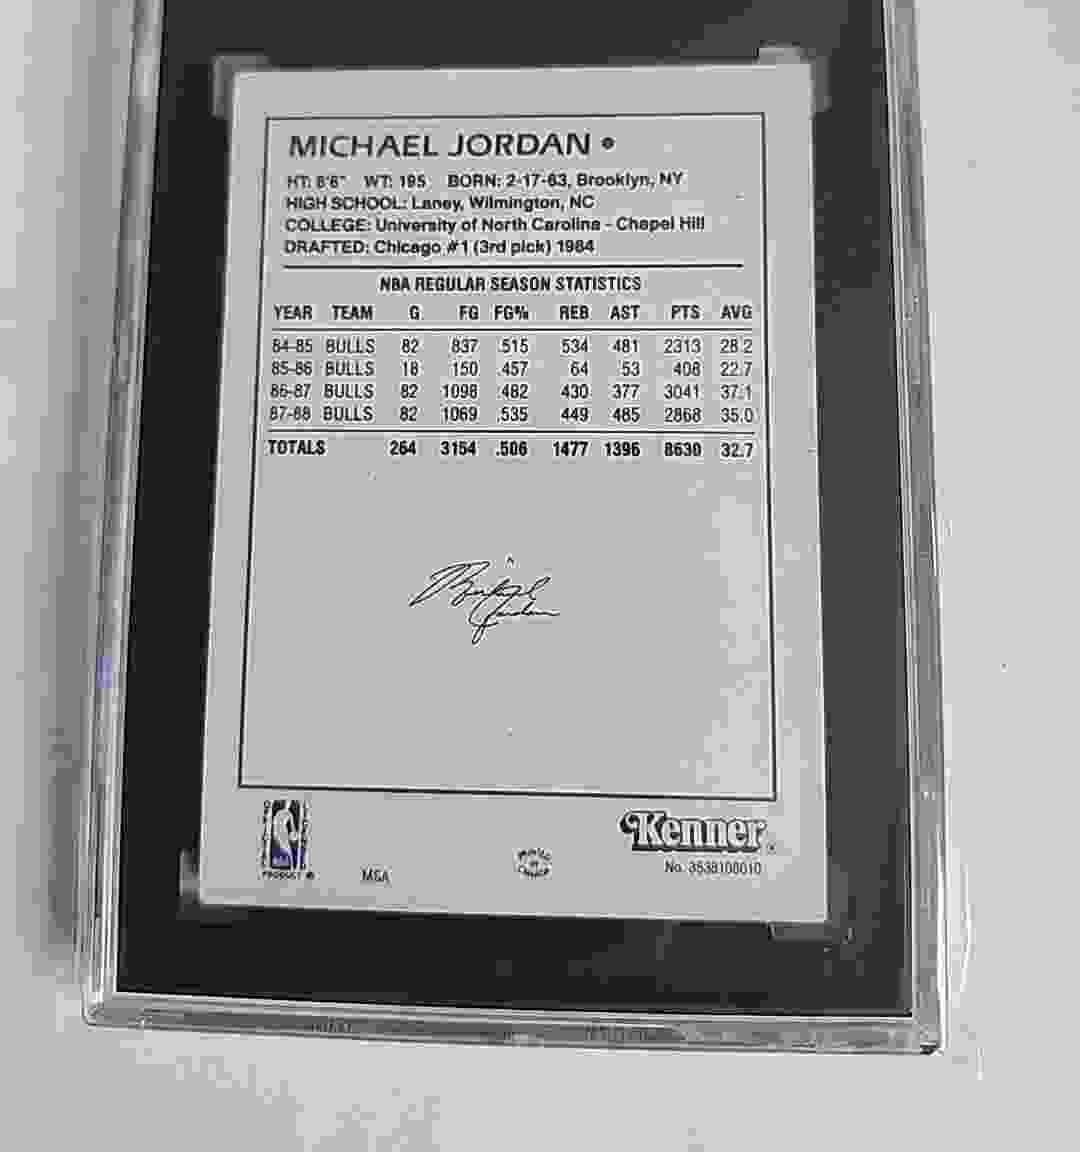 MICHAEL JORDAN •
HT: 6'6" WT: 195 BORN: 2-17-63, Brooklyn, NY
HIGH SCHOOL: Laney, Wilmington, NC
COLLEGE: University of North Carolina - Chapel Hill
DRAFTED: Chicago #1 (3rd pick) 1984
NBA REGULAR SEASON STATISTICS
YEAR TEAM G FG FG% REB AST PTS AVG
84-85 BULLS 82 837 .515 534 481 2313 28.2
85-86 BULLS 18 150 .457 64 53 408 22.7
86-87 BULLS 82 1098 .482 430 377 3041 37.1
87-88 BULLS 82 1069 .535 449 485 2868 35.0
TOTALS 264 3154 .506 1477 1396 8630 32.7
Michael
Jordan
PRODUCT
MSA
Kenner
No. 3538108010